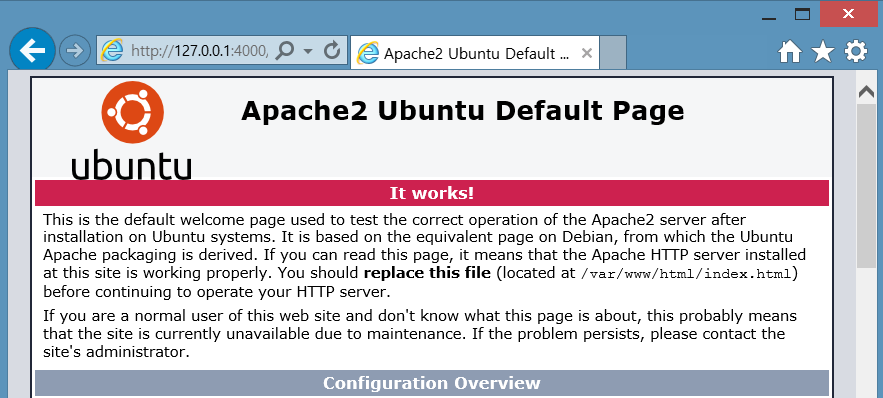 http://127.0.0.1:4000,
Apache2 Ubuntu Default ...
ubuntu
Apache2 Ubuntu Default Page
It works!
This is the default welcome page used to test the correct operation of the Apache2 server after
installation on Ubuntu systems. It is based on the equivalent page on Debian, from which the Ubuntu
Apache packaging is derived. If you can read this page, it means that the Apache HTTP server installed
at this site is working properly. You should replace this file (located at /var/www/html/index.html)
before continuing to operate your HTTP server.
If you are a normal user of this web site and don't know what this page is about, this probably means
that the site is currently unavailable due to maintenance. If the problem persists, please contact the
site's administrator.
Configuration Overview